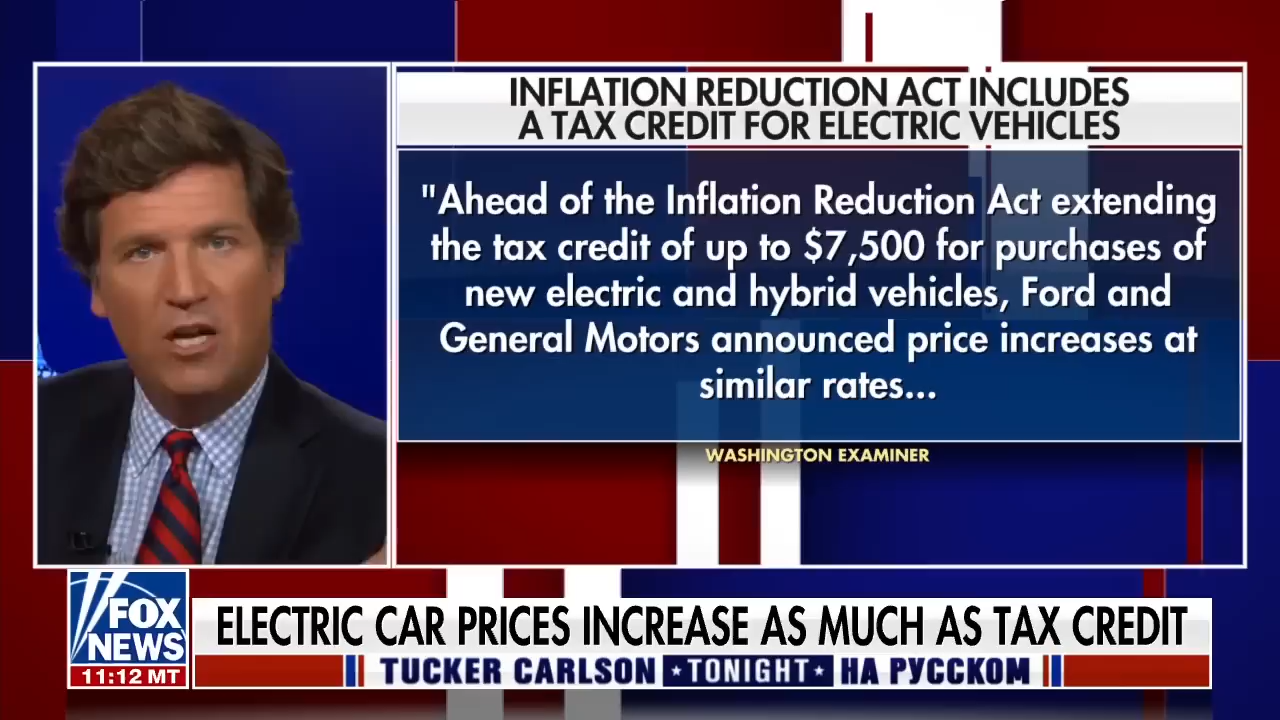 INFLATION REDUCTION ACT INCLUDES
A TAX CREDIT FOR ELECTRIC VEHICLES
"Ahead of the Inflation Reduction Act extending
the tax credit of up to $7,500 for purchases of
new electric and hybrid vehicles, Ford and
General Motors announced price increases at
similar rates...
WASHINGTON EXAMINER
FOX
NEWS
11:12 MT
ELECTRIC CAR PRICES INCREASE AS MUCH AS TAX CREDIT
TUCKER CARLSON ★TONIGHT★ НА РУССКОМ